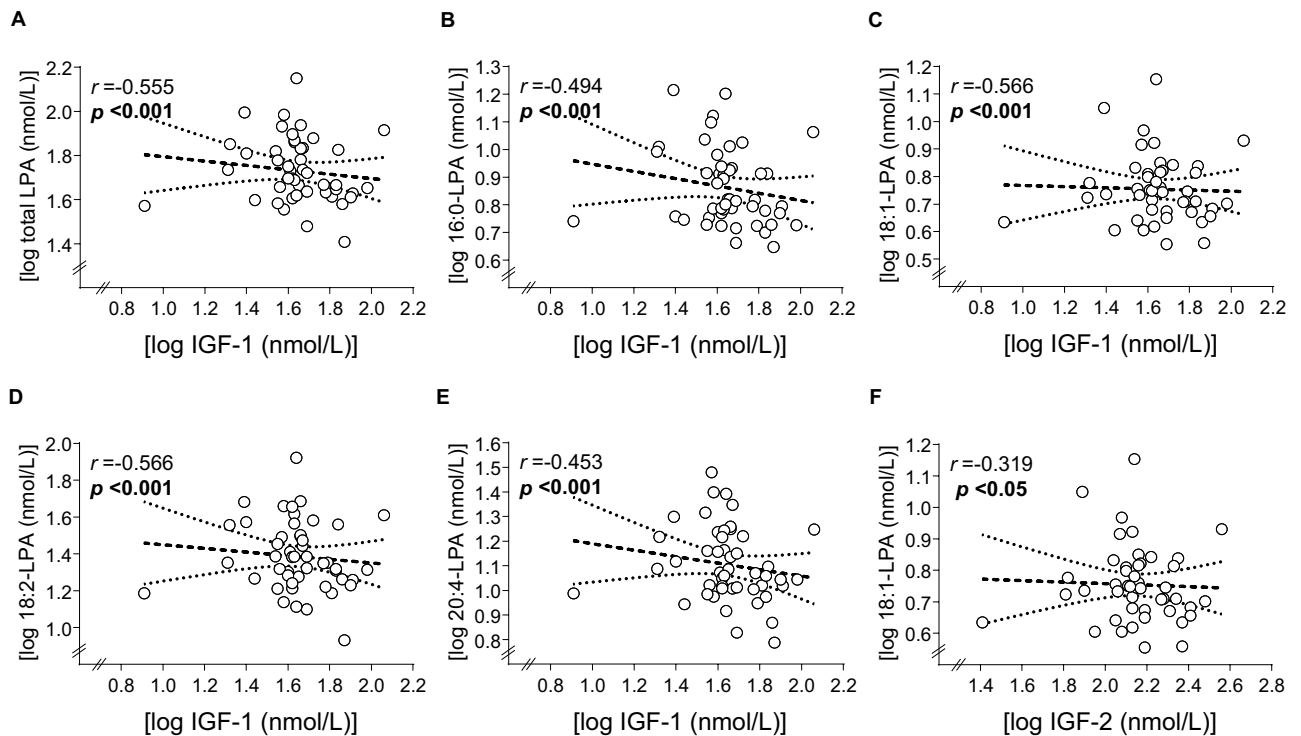 A
[log total LPA (nmol/L)]
r=-0.555
p <0.001
2.2
2.0
1.8
1.6
1.4
0.8 1.0 1.2 1.4 1.6 1.8 2.0 2.2
[log IGF-1 (nmol/L)]
B
[log 16:0-LPA (nmol/L)]
r=-0.494
p <0.001
1.3
1.2
1.1
1.0
0.9
0.8
0.7
0.6
0.8 1.0 1.2 1.4 1.6 1.8 2.0 2.2
[log IGF-1 (nmol/L)]
C
[log 18:1-LPA (nmol/L)]
r=-0.566
p <0.001
1.2
1.1
1.0
0.9
0.8
0.7
0.6
0.5
0.8 1.0 1.2 1.4 1.6 1.8 2.0 2.2
[log IGF-1 (nmol/L)]
D
[log 18:2-LPA (nmol/L)]
r=-0.566
p <0.001
2.0
1.8
1.6
1.4
1.2
1.0
0.8 1.0 1.2 1.4 1.6 1.8 2.0 2.2
[log IGF-1 (nmol/L)]
E
[log 20:4-LPA (nmol/L)]
r=-0.453
p <0.001
1.6
1.5
1.4
1.3
1.2
1.1
1.0
0.9
0.8
0.8 1.0 1.2 1.4 1.6 1.8 2.0 2.2
[log IGF-1 (nmol/L)]
F
[log 18:1-LPA (nmol/L)]
r=-0.319
p <0.05
1.2
1.1
1.0
0.9
0.8
0.7
0.6
1.4 1.6 1.8 2.0 2.2 2.4 2.6 2.8
[log IGF-2 (nmol/L)]